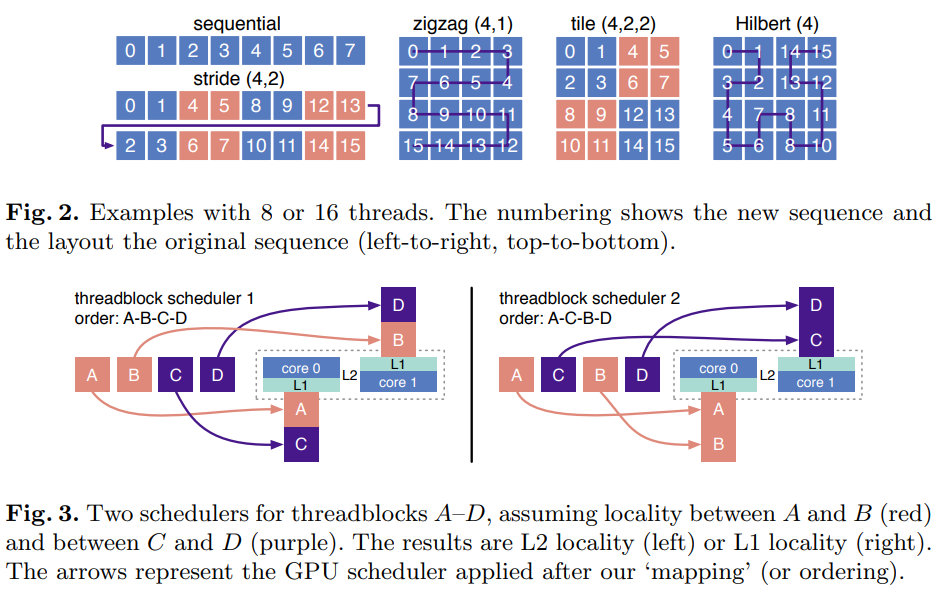 sequential
0 1 2 3 4 5 6 7
stride (4,2)
0 1 4 5 8 9 12 13
2 3 6 7 10 11 14 15
zigzag (4,1)
0 1 2 3
7 6 5 4
8 9 10 11
15 14 13 12
tile (4,2,2)
0 1 4 5
2 3 6 7
8 9 12 13
10 11 14 15
Hilbert (4)
0 1 14 15
3 2 13 12
4 7 8 11
5 6 8 10
Fig. 2. Examples with 8 or 16 threads. The numbering shows the new sequence and
the layout the original sequence (left-to-right, top-to-bottom).
threadblock scheduler 1
order: A-B-C-D
D
B
A B C D
core 0
L1
L2
L1
core 1
A
C
threadblock scheduler 2
order: A-C-B-D
D
C
A C B D
core 0
L1
L2
L1
core 1
A
B
Fig. 3. Two schedulers for threadblocks A–D, assuming locality between A and B (red)
and between C and D (purple). The results are L2 locality (left) or L1 locality (right).
The arrows represent the GPU scheduler applied after our ‘mapping’ (or ordering).